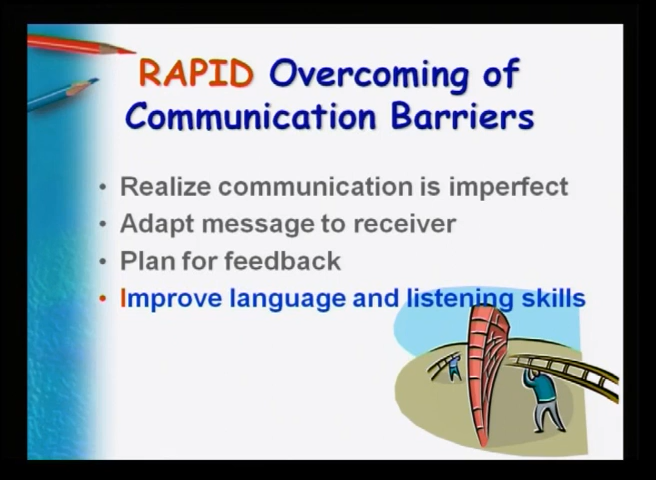 RAPID Overcoming of
Communication Barriers
• Realize communication is imperfect
• Adapt message to receiver
• Plan for feedback
• Improve language and listening skills